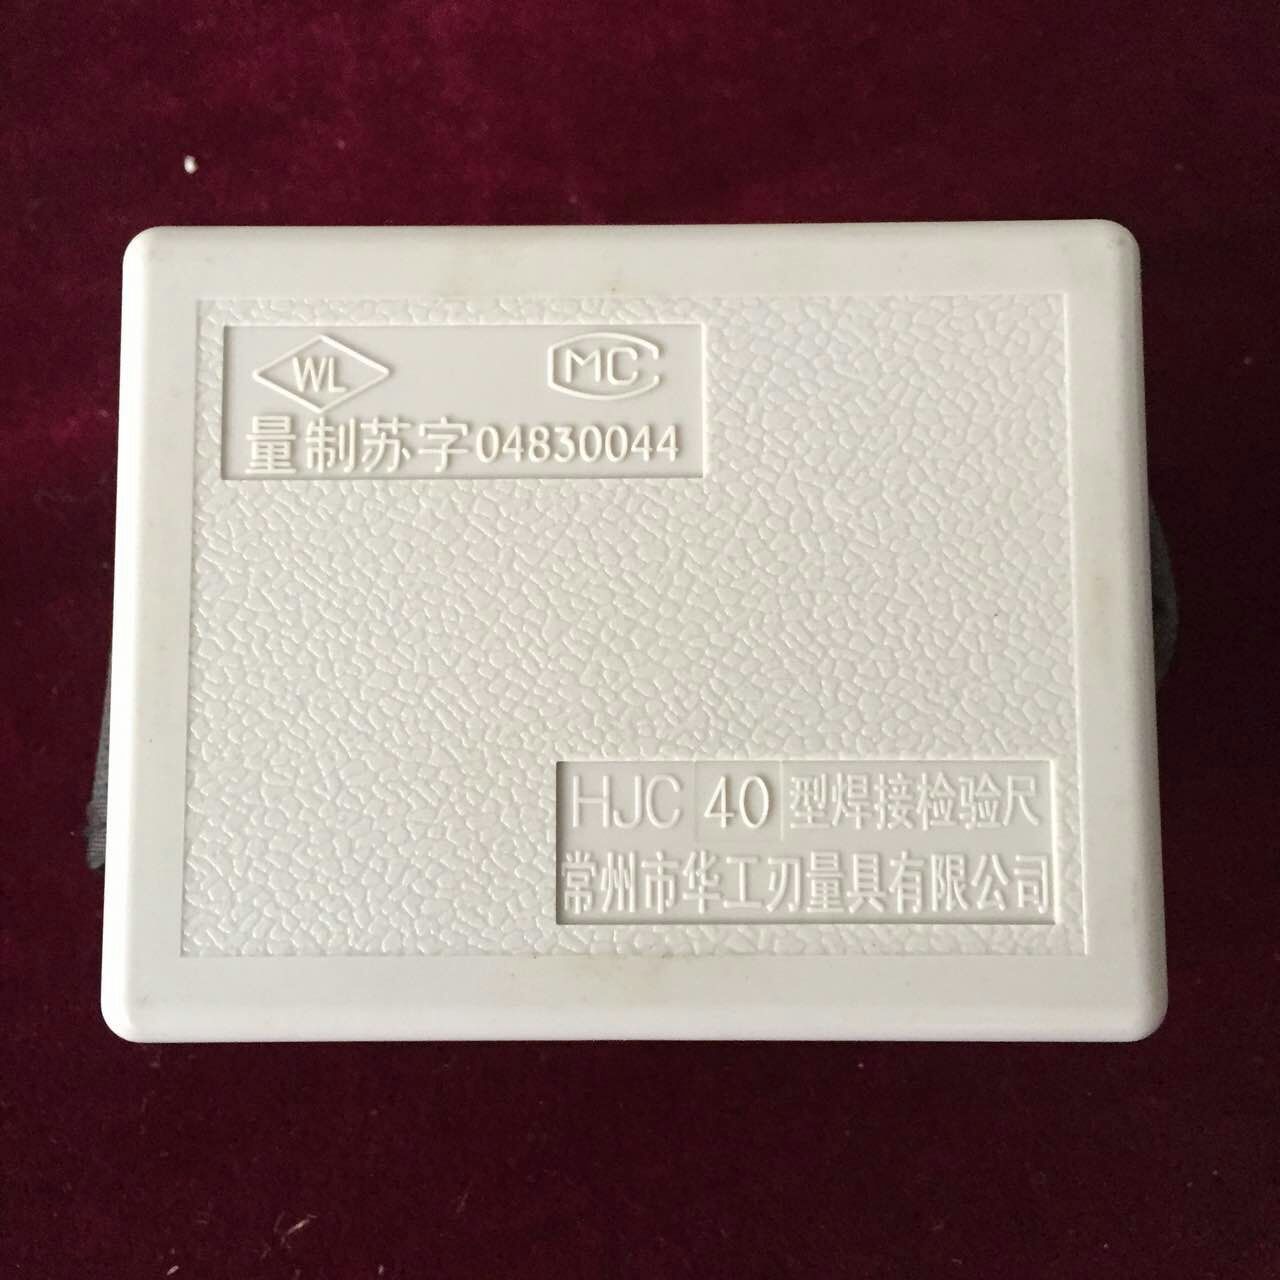 WL MC
量制苏字04830044
HJC 40 型焊接检验尺
常州市华工刃量具有限公司